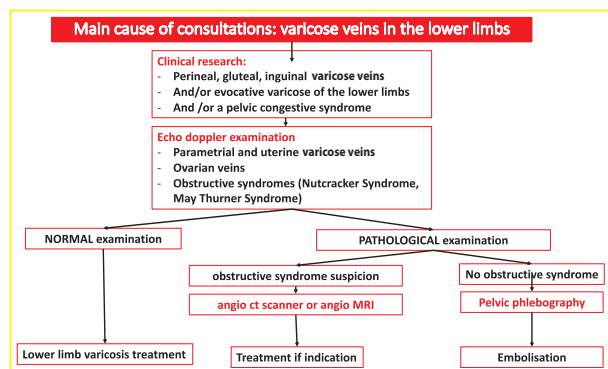 Main cause of consultations: varicose veins in the lower limbs
Clinical research:
- Perineal, gluteal, inguinal varicose veins
- And/or evocative varicose of the lower limbs
- And /or a pelvic congestive syndrome
Echo doppler examination
- Parametrial and uterine varicose veins
- Ovarian veins
- Obstructive syndromes (Nutcracker Syndrome,
May Thurner Syndrome)
NORMAL examination
PATHOLOGICAL examination
obstructive syndrome suspicion
No obstructive syndrome
angio ct scanner or angio MRI
Pelvic phlebography
Lower limb varicosis treatment
Treatment if indication
Embolisation